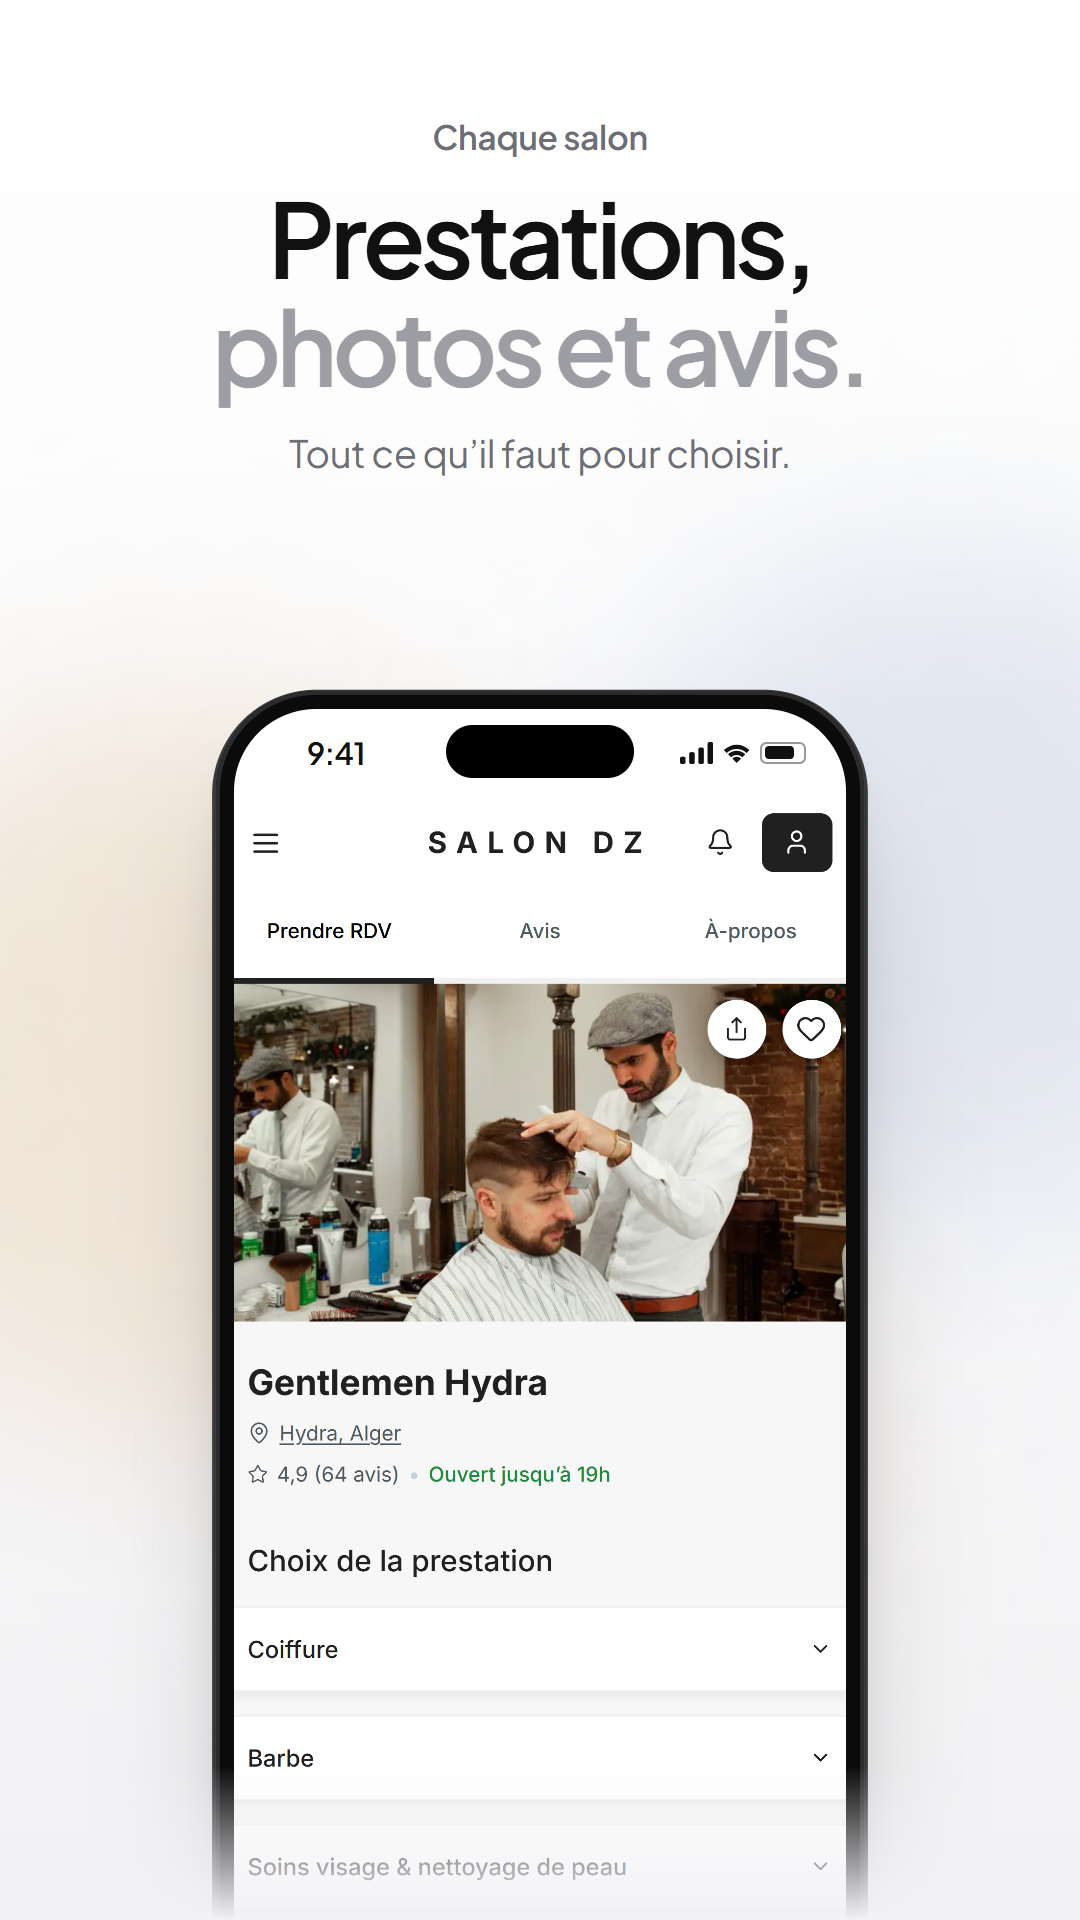 Chaque salon
Prestations,
photos et avis.
Tout ce qu’il faut pour choisir.
9:41
SALON DZ
Prendre RDV
Avis
À-propos
Gentlemen Hydra
Hydra, Alger
4,9 (64 avis) • Ouvert jusqu’à 19h
Choix de la prestation
Coiffure
Barbe
Soins visage & nettoyage de peau